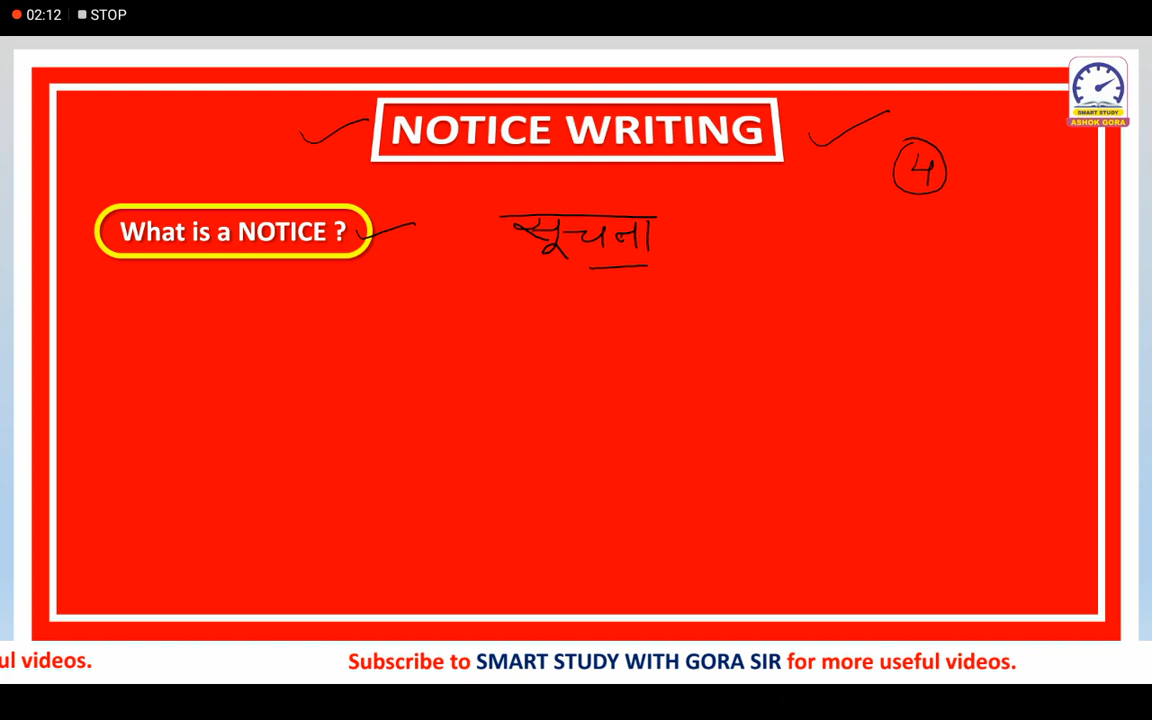 02:12 STOP
SMART STUDY
ASHOK GORA
NOTICE WRITING
4
What is a NOTICE ?
सूचना
ul videos.
Subscribe to SMART STUDY WITH GORA SIR for more useful videos.